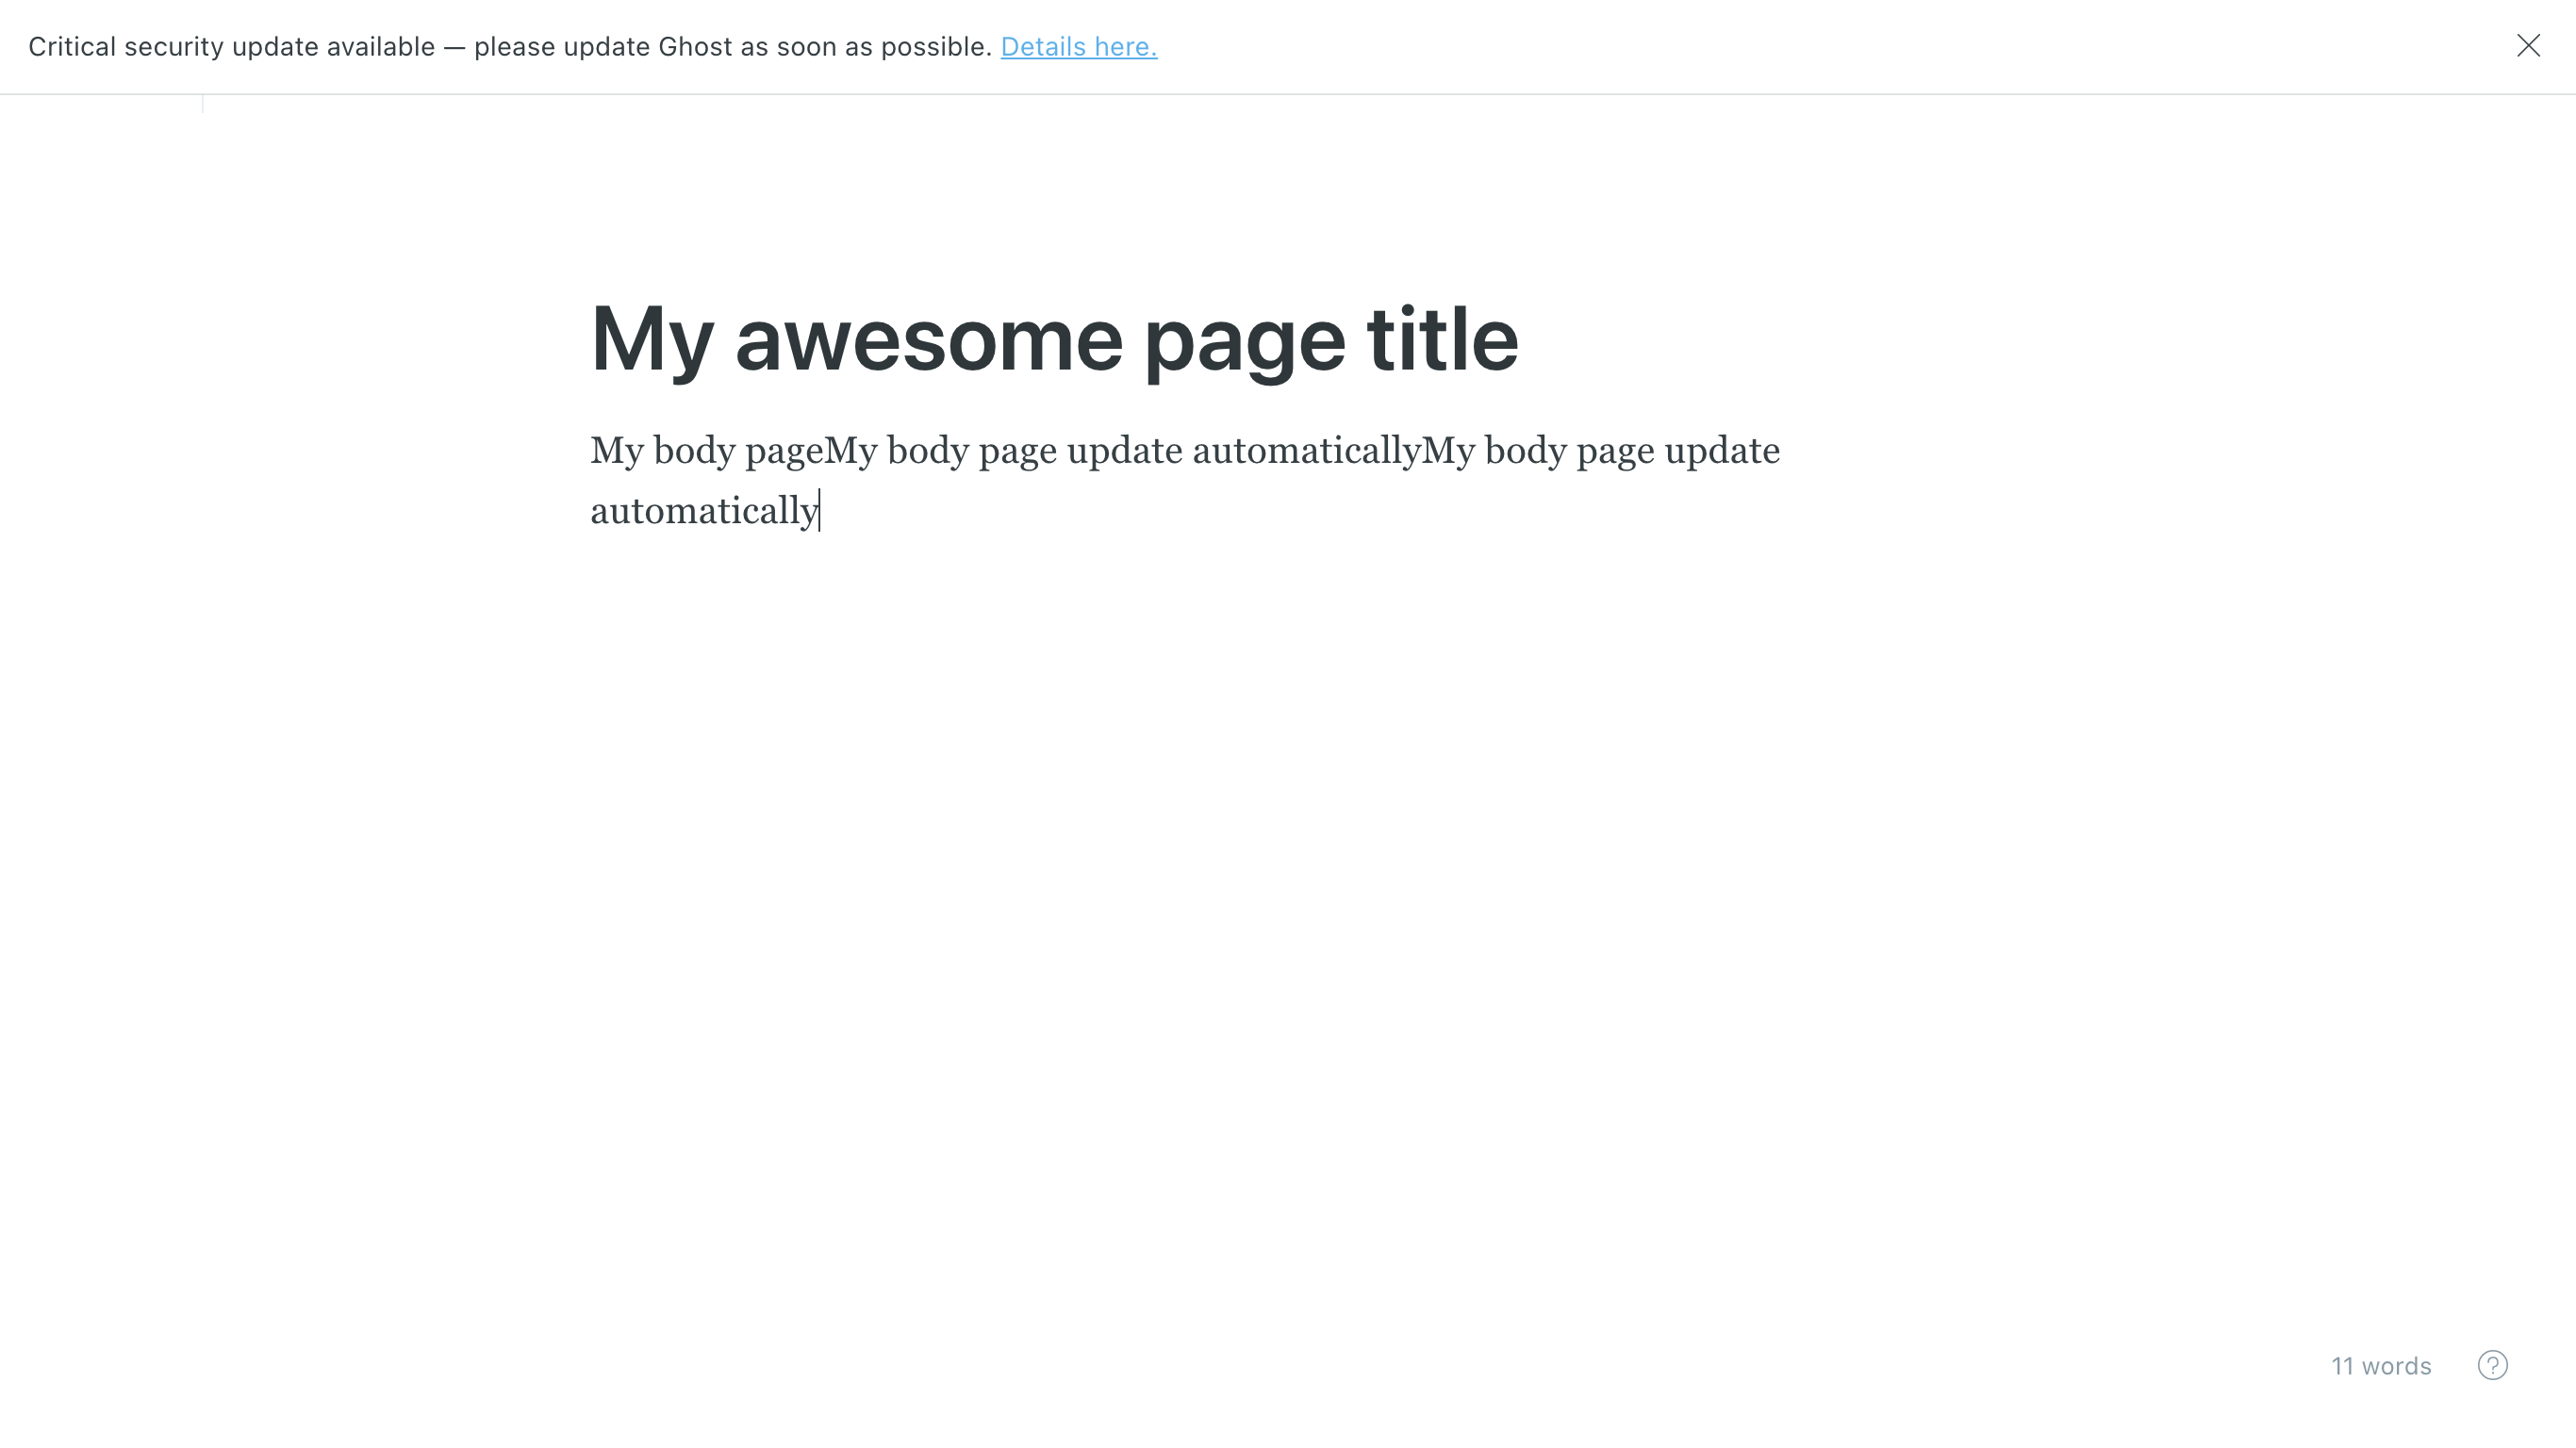 Critical security update available — please update Ghost as soon as possible. Details here.
My awesome page title
My body pageMy body page update automaticallyMy body page update
automatically
11 words
?